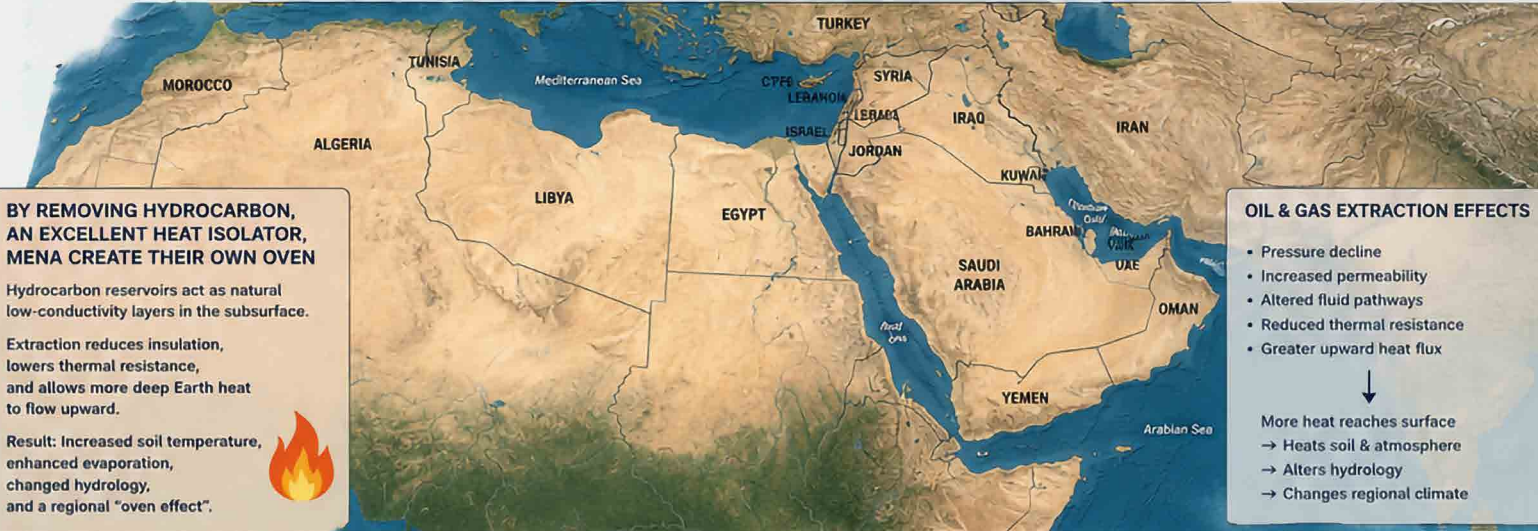 TURKEY
TUNISIA
MOROCCO
Mediterranean Sea
SYRIA
LEBANON
IRAQ
ISRAEL
IRAN
ALGERIA
JORDAN
LIBYA
EGYPT
BAHRAIN
UAE
SAUDI
ARABIA
OMAN
YEMEN
Arabian Sea
BY REMOVING HYDROCARBON,
AN EXCELLENT HEAT ISOLATOR,
MENA CREATE THEIR OWN OVEN
Hydrocarbon reservoirs act as natural
low-conductivity layers in the subsurface.
Extraction reduces insulation,
lowers thermal resistance,
and allows more deep Earth heat
to flow upward.
Result: Increased soil temperature,
enhanced evaporation,
changed hydrology,
and a regional “oven effect”.
OIL & GAS EXTRACTION EFFECTS
• Pressure decline
• Increased permeability
• Altered fluid pathways
• Reduced thermal resistance
• Greater upward heat flux
↓
More heat reaches surface
→ Heats soil & atmosphere
→ Alters hydrology
→ Changes regional climate